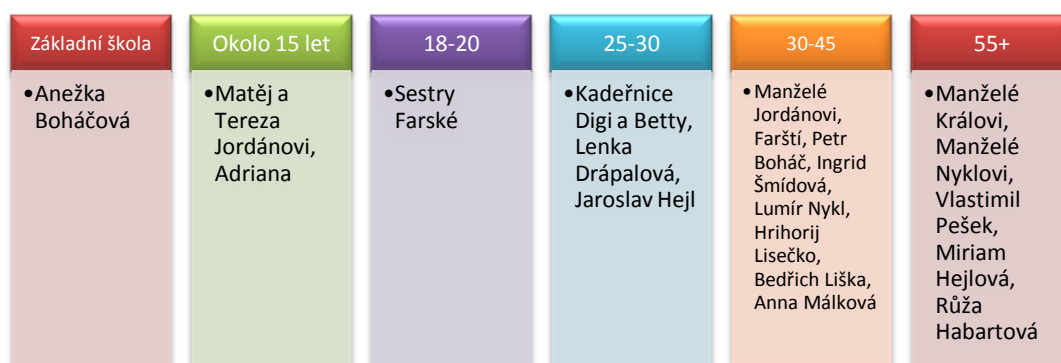 Základní škola
•Anežka
Boháčová
Okolo 15 let
•Matěj a
Tereza
Jordánovi,
Adriana
18-20
•Sestry
Farské
25-30
•Kadeřnice
Digi a Betty,
Lenka
Drápalová,
Jaroslav Hejl
30-45
•Manželé
Jordánovi,
Farští, Petr
Boháč, Ingrid
Šmídová,
Lumír Nykl,
Hrihorij
Lisečko,
Bedřich Liška,
Anna Málková
55+
•Manželé
Královi,
Manželé
Nyklovi,
Vlastimil
Pešek,
Miriam
Hejlová,
Růža
Habartová